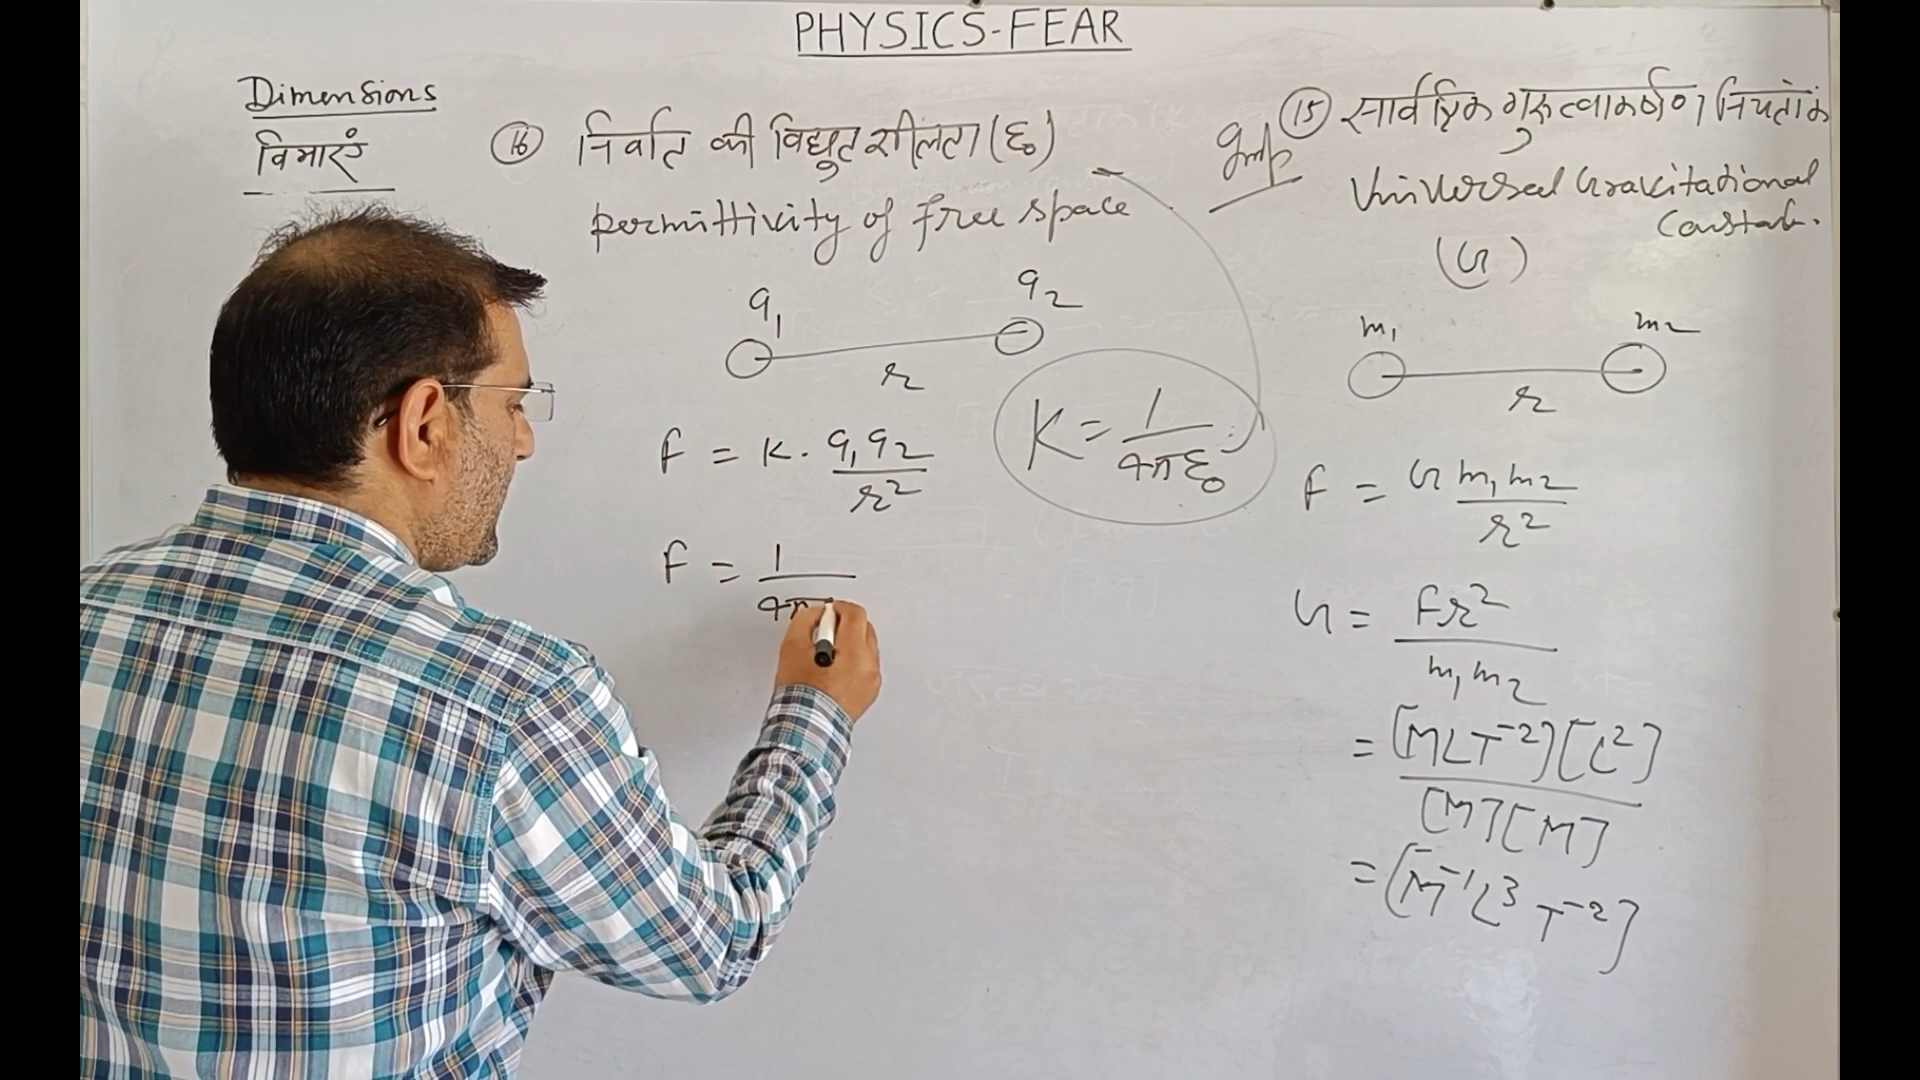 PHYSICS-FEAR
Dimensions
विमाएं
16 निर्वात की विद्युतशीलता (ε₀)
permittivity of free space
q₁ q₂
r
F = K. q₁q₂/r²
K = 1/4πε₀
F = 1/4π
Imp 15 सार्वत्रिक गुरुत्वाकर्षण नियतांक
Universal Gravitational
Constant.
(G)
m₁ m₂
r
F = G m₁m₂/r²
G = Fr²/m₁m₂
= [MLT⁻²][L²]/[M][M]
= [M⁻¹L³T⁻²]